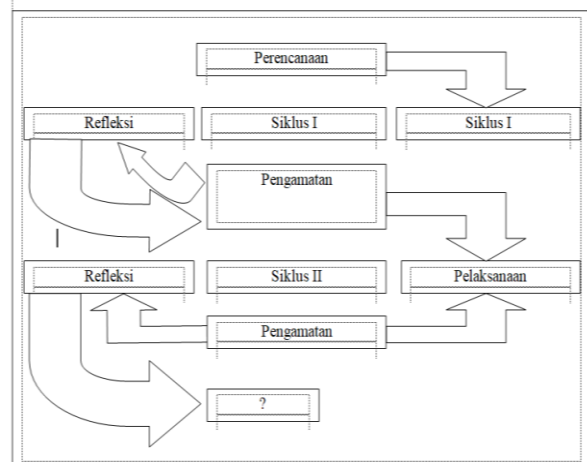 Perencanaan
Refleksi
Siklus I
Siklus I
Pengamatan
Refleksi
Siklus II
Pelaksanaan
Pengamatan
?